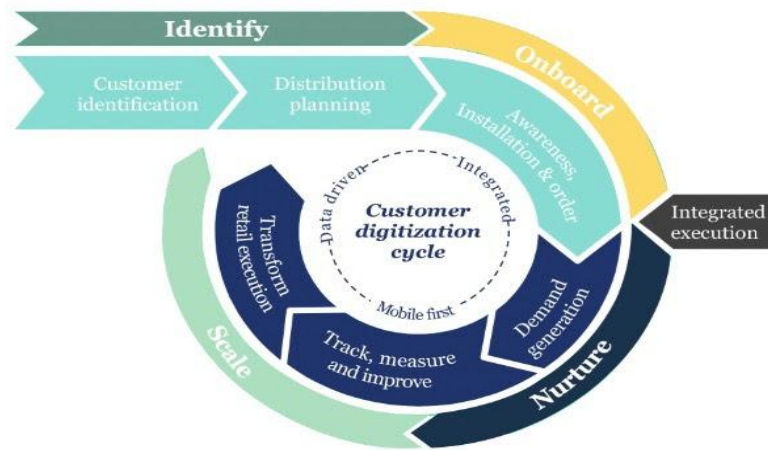 Identify
Onboard
Customer
identification
Distribution
planning
Awareness,
Installation & order
Integrated
execution
Data driven
Integrated
Mobile first
Customer
digitization
cycle
Demand
generation
Nurture
Track, measure
and improve
Transform
retail execution
Scale